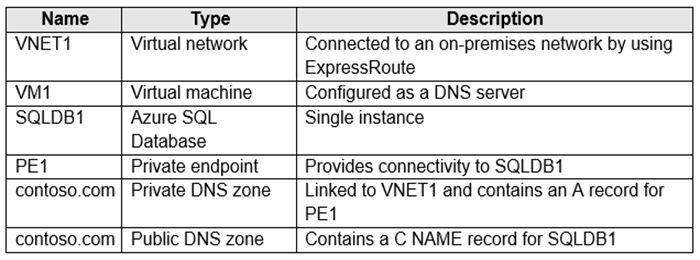 Name Type Description
VNET1 Virtual network Connected to an on-premises network by using
ExpressRoute
VM1 Virtual machine Configured as a DNS server
SQLDB1 Azure SQL Single instance
Database
PE1 Private endpoint Provides connectivity to SQLDB1
contoso.com Private DNS zone Linked to VNET1 and contains an A record for
PE1
contoso.com Public DNS zone Contains a C NAME record for SQLDB1